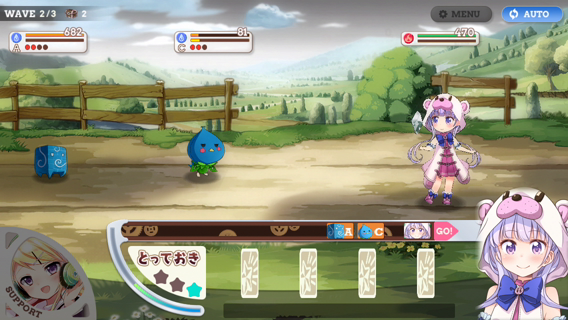 WAVE 2/3 2
MENU
AUTO
682
A
81
C
470
A C GO!
とっておき
SUPPORT